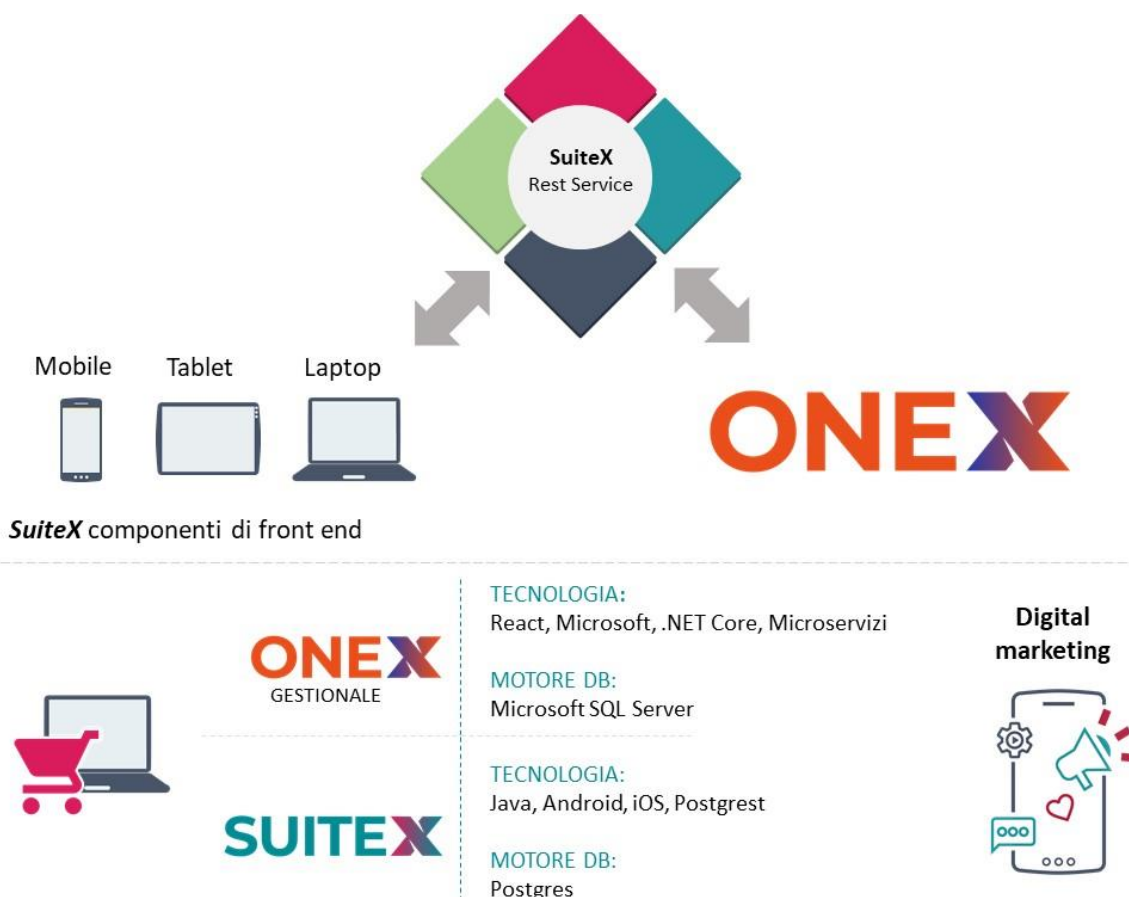 SuiteX
Rest Service
Mobile
Tablet
Laptop
ONEX
SuiteX componenti di front end
ONEX
GESTIONALE
TECNOLOGIA:
React, Microsoft, .NET Core, Microservizi
MOTORE DB:
Microsoft SQL Server
SUITEX
TECNOLOGIA:
Java, Android, iOS, Postgrest
MOTORE DB:
Postgres
Digital
marketing